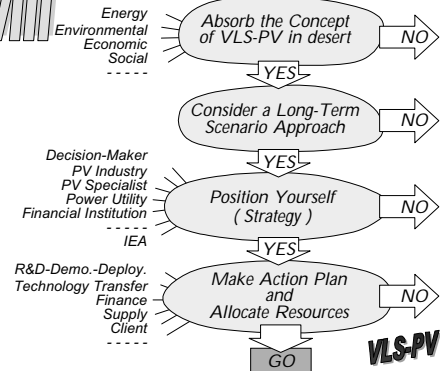 Energy
Environmental
Economic
Social
- - - - -
Absorb the Concept
of VLS-PV in desert
NO
YES
Consider a Long-Term
Scenario Approach
NO
YES
Decision-Maker
PV Industry
PV Specialist
Power Utility
Financial Institution
- - - - -
IEA
Position Yourself
( Strategy )
NO
YES
R&D-Demo.-Deploy.
Technology Transfer
Finance
Supply
Client
- - - - -
Make Action Plan
and
Allocate Resources
NO
GO
VLS-PV